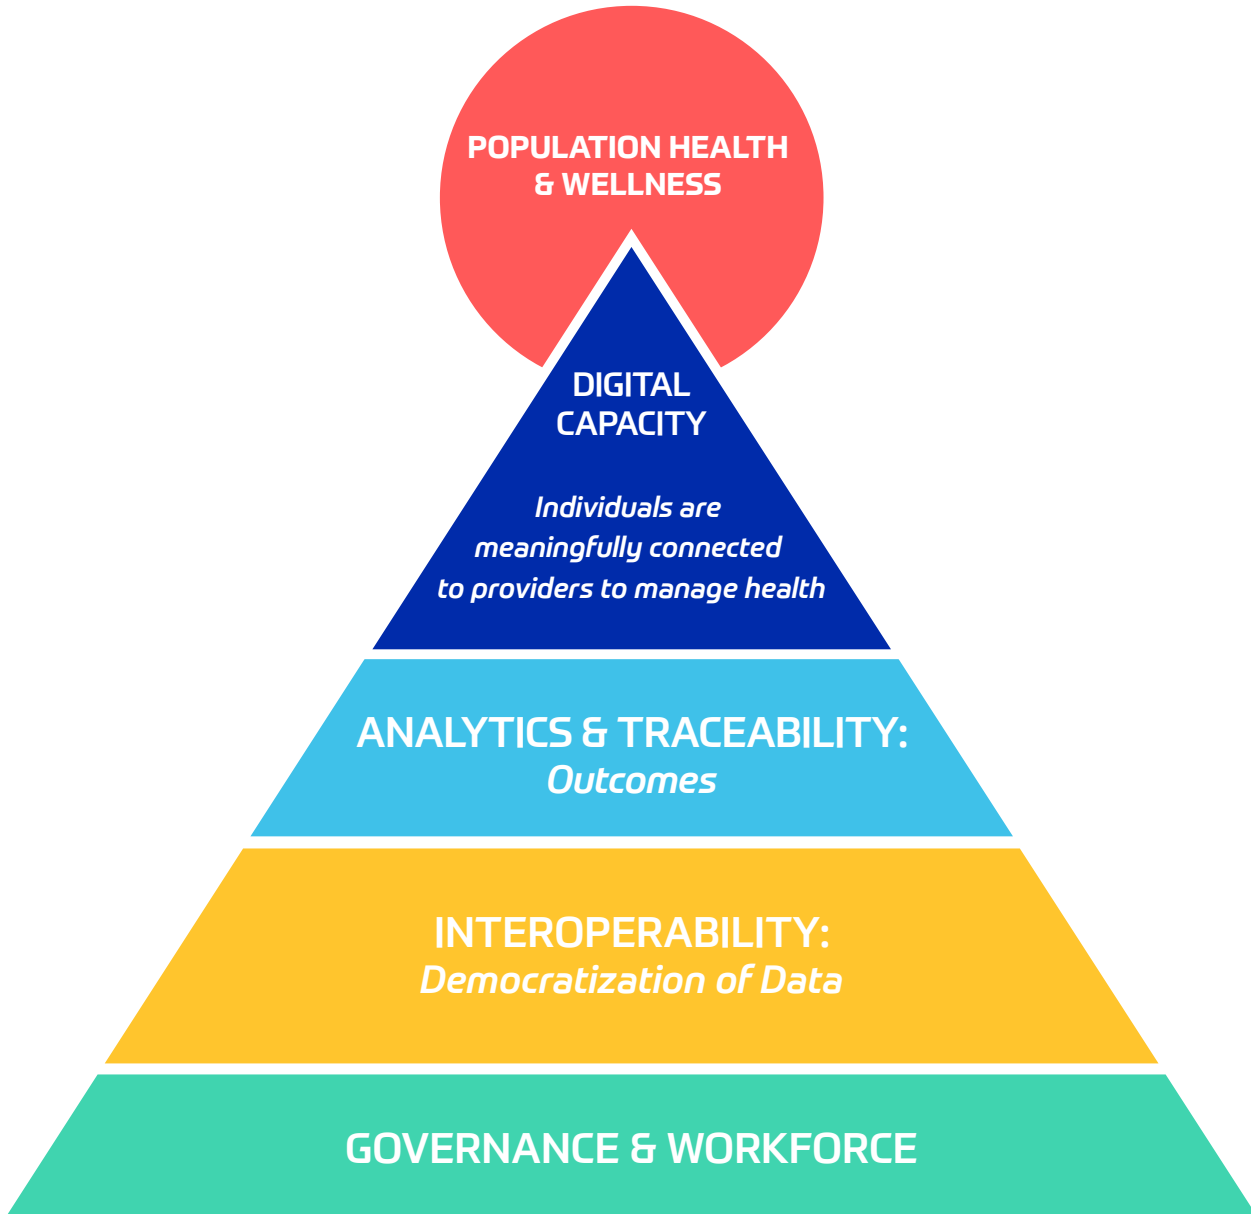 POPULATION HEALTH
& WELLNESS
DIGITAL
CAPACITY
Individuals are
meaningfully connected
to providers to manage health
ANALYTICS & TRACEABILITY:
Outcomes
INTEROPERABILITY:
Democratization of Data
GOVERNANCE & WORKFORCE